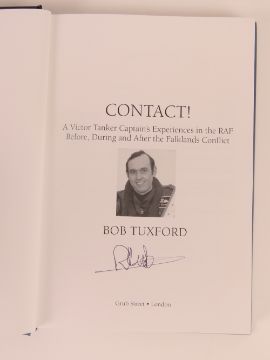 CONTACT!
A Victor Tanker Captain's Experiences in the RAF
Before, During and After the Falklands Conflict
BOB TUXFORD
Grub Street • London